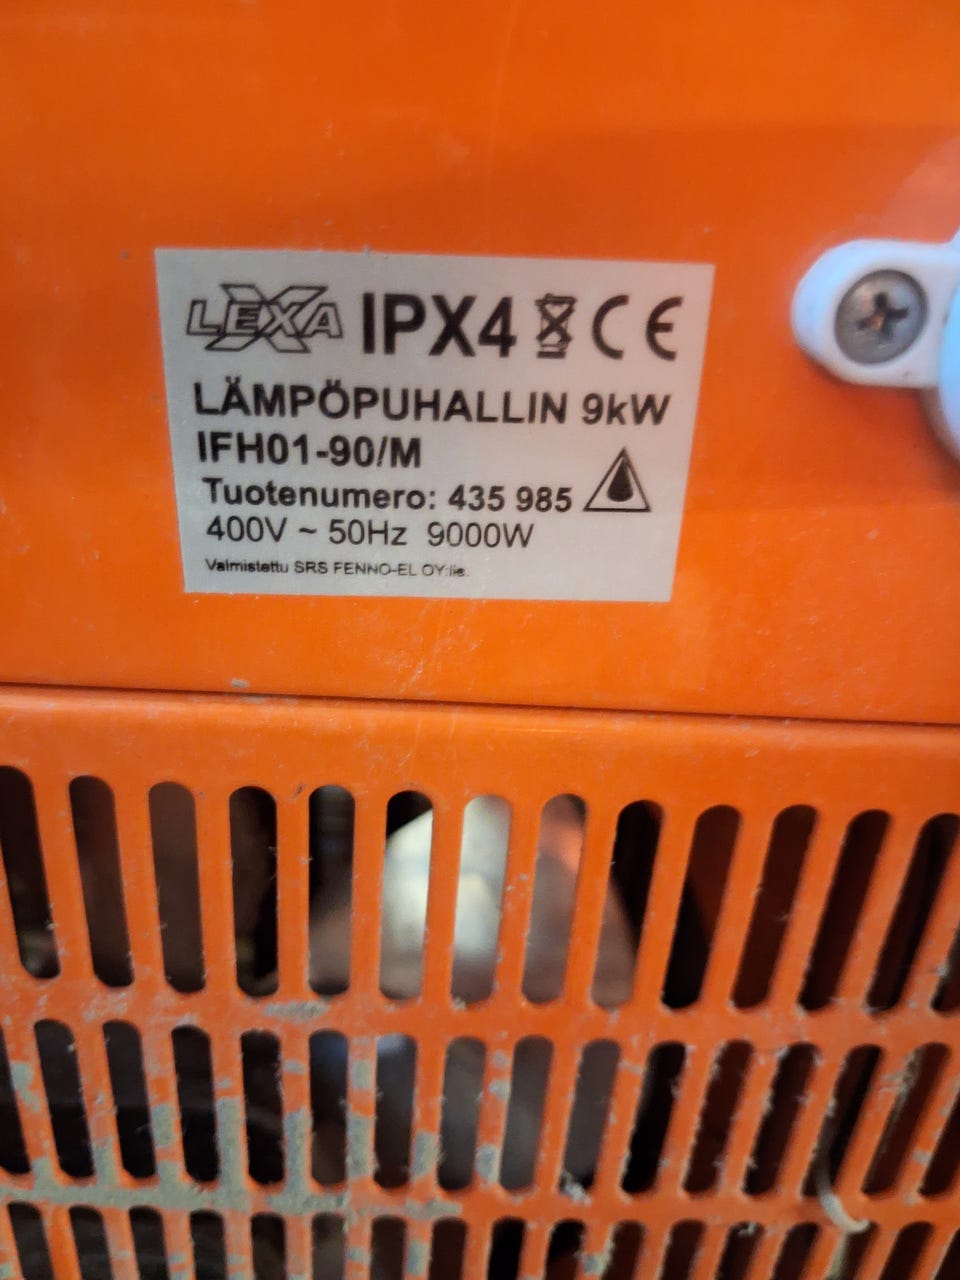 LEXA IPX4 CE
LÄMPÖPUHALLIN 9kW
IFH01-90/M
Tuotenumero: 435 985
400V ~ 50Hz 9000W
Valmistettu SRS FENNO-EL OY:lle.